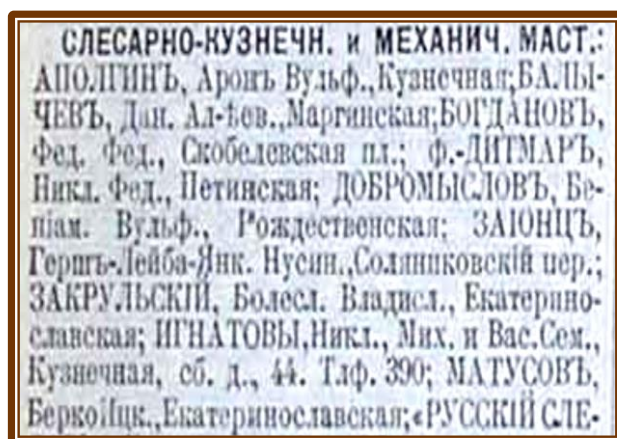 СЛЕСАРНО-КУЗНЕЧН. и МЕХАНИЧ. МАСТ.:
АПОЛГИНЪ, Аронъ Вульф.,Кузнечная;БАЛЫ-
ЧЕВЪ, Дан. Ал-ѣев.,Маргинская;БОГДАНОВЪ,
Фед. Фед., Скобелевская пл.; ф.-ДИТМАРЪ,
Никл. Фед., Петинская; ДОБРОМЫСЛОВЪ, Бе-
ніам. Вульф., Рождественская; ЗАІОНЦЪ,
Гершъ-Лейба-Янк. Нусин.,Соляниковскій пер.;
ЗАКРУЛЬСКІЙ, Болесл. Владисл., Екатерино-
славская; ИГНАТОВЫ,Никл., Мих. и Вас.Сем.,
Кузнечная, сб. д., 44. Тлф. 390; МАТУСОВЪ,
БеркоИцк.,Екатеринославская;«РУССКІЙ СЛЕ-